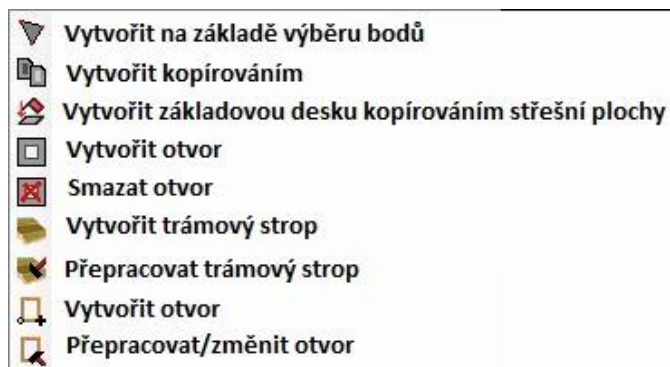 Vytvořit na základě výběru bodů
Vytvořit kopírováním
Vytvořit základovou desku kopírováním střešní plochy
Vytvořit otvor
Smazat otvor
Vytvořit trámový strop
Přepracovat trámový strop
Vytvořit otvor
Přepracovat/změnit otvor